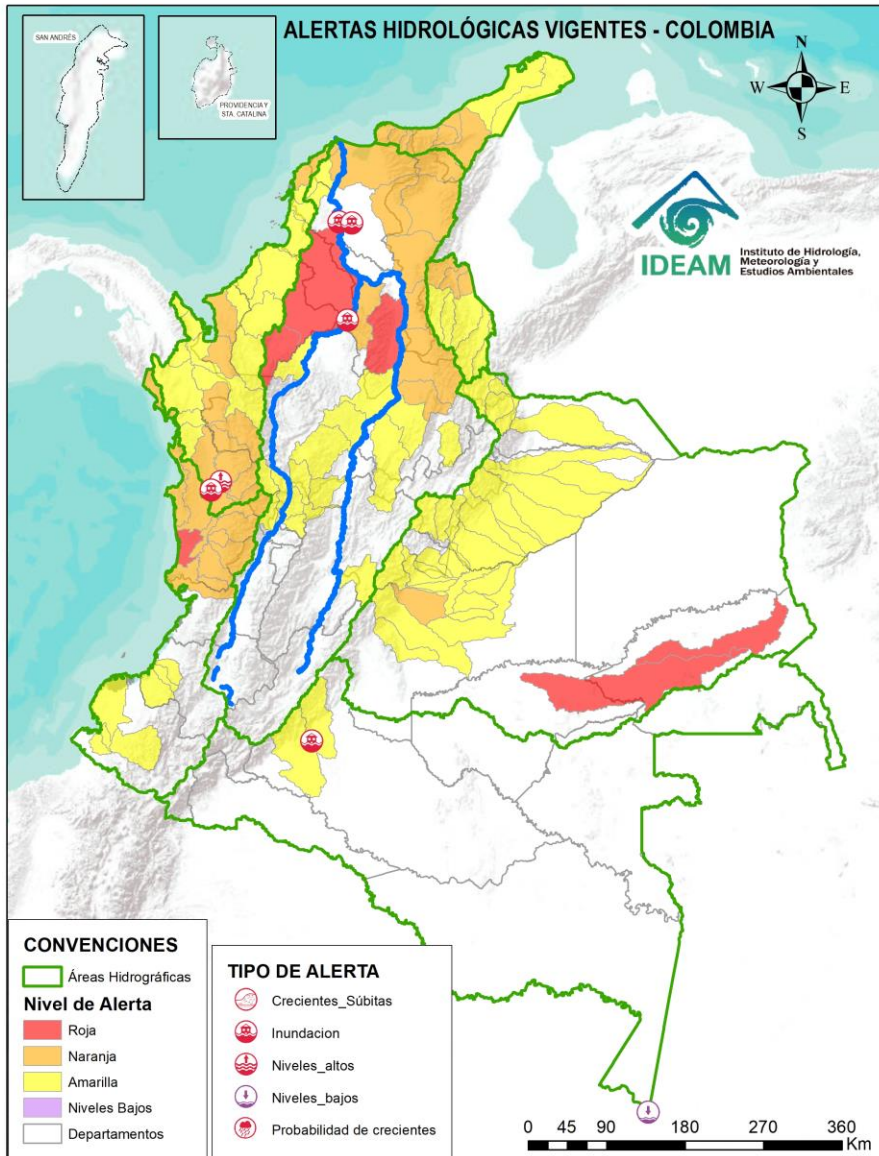 ALERTAS HIDROLÓGICAS VIGENTES - COLOMBIA
SAN ANDRÉS
PROVIDENCIA Y
STA. CATALINA
N
W
E
S
IDEAM
Instituto de Hidrología,
Meteorología y
Estudios Ambientales
CONVENCIONES
Áreas Hidrográficas
Nivel de Alerta
Roja
Naranja
Amarilla
Niveles Bajos
Departamentos
TIPO DE ALERTA
Crecientes_Súbitas
Inundacion
Niveles_altos
Niveles_bajos
Probabilidad de crecientes
0 45 90 180 270 360
Km